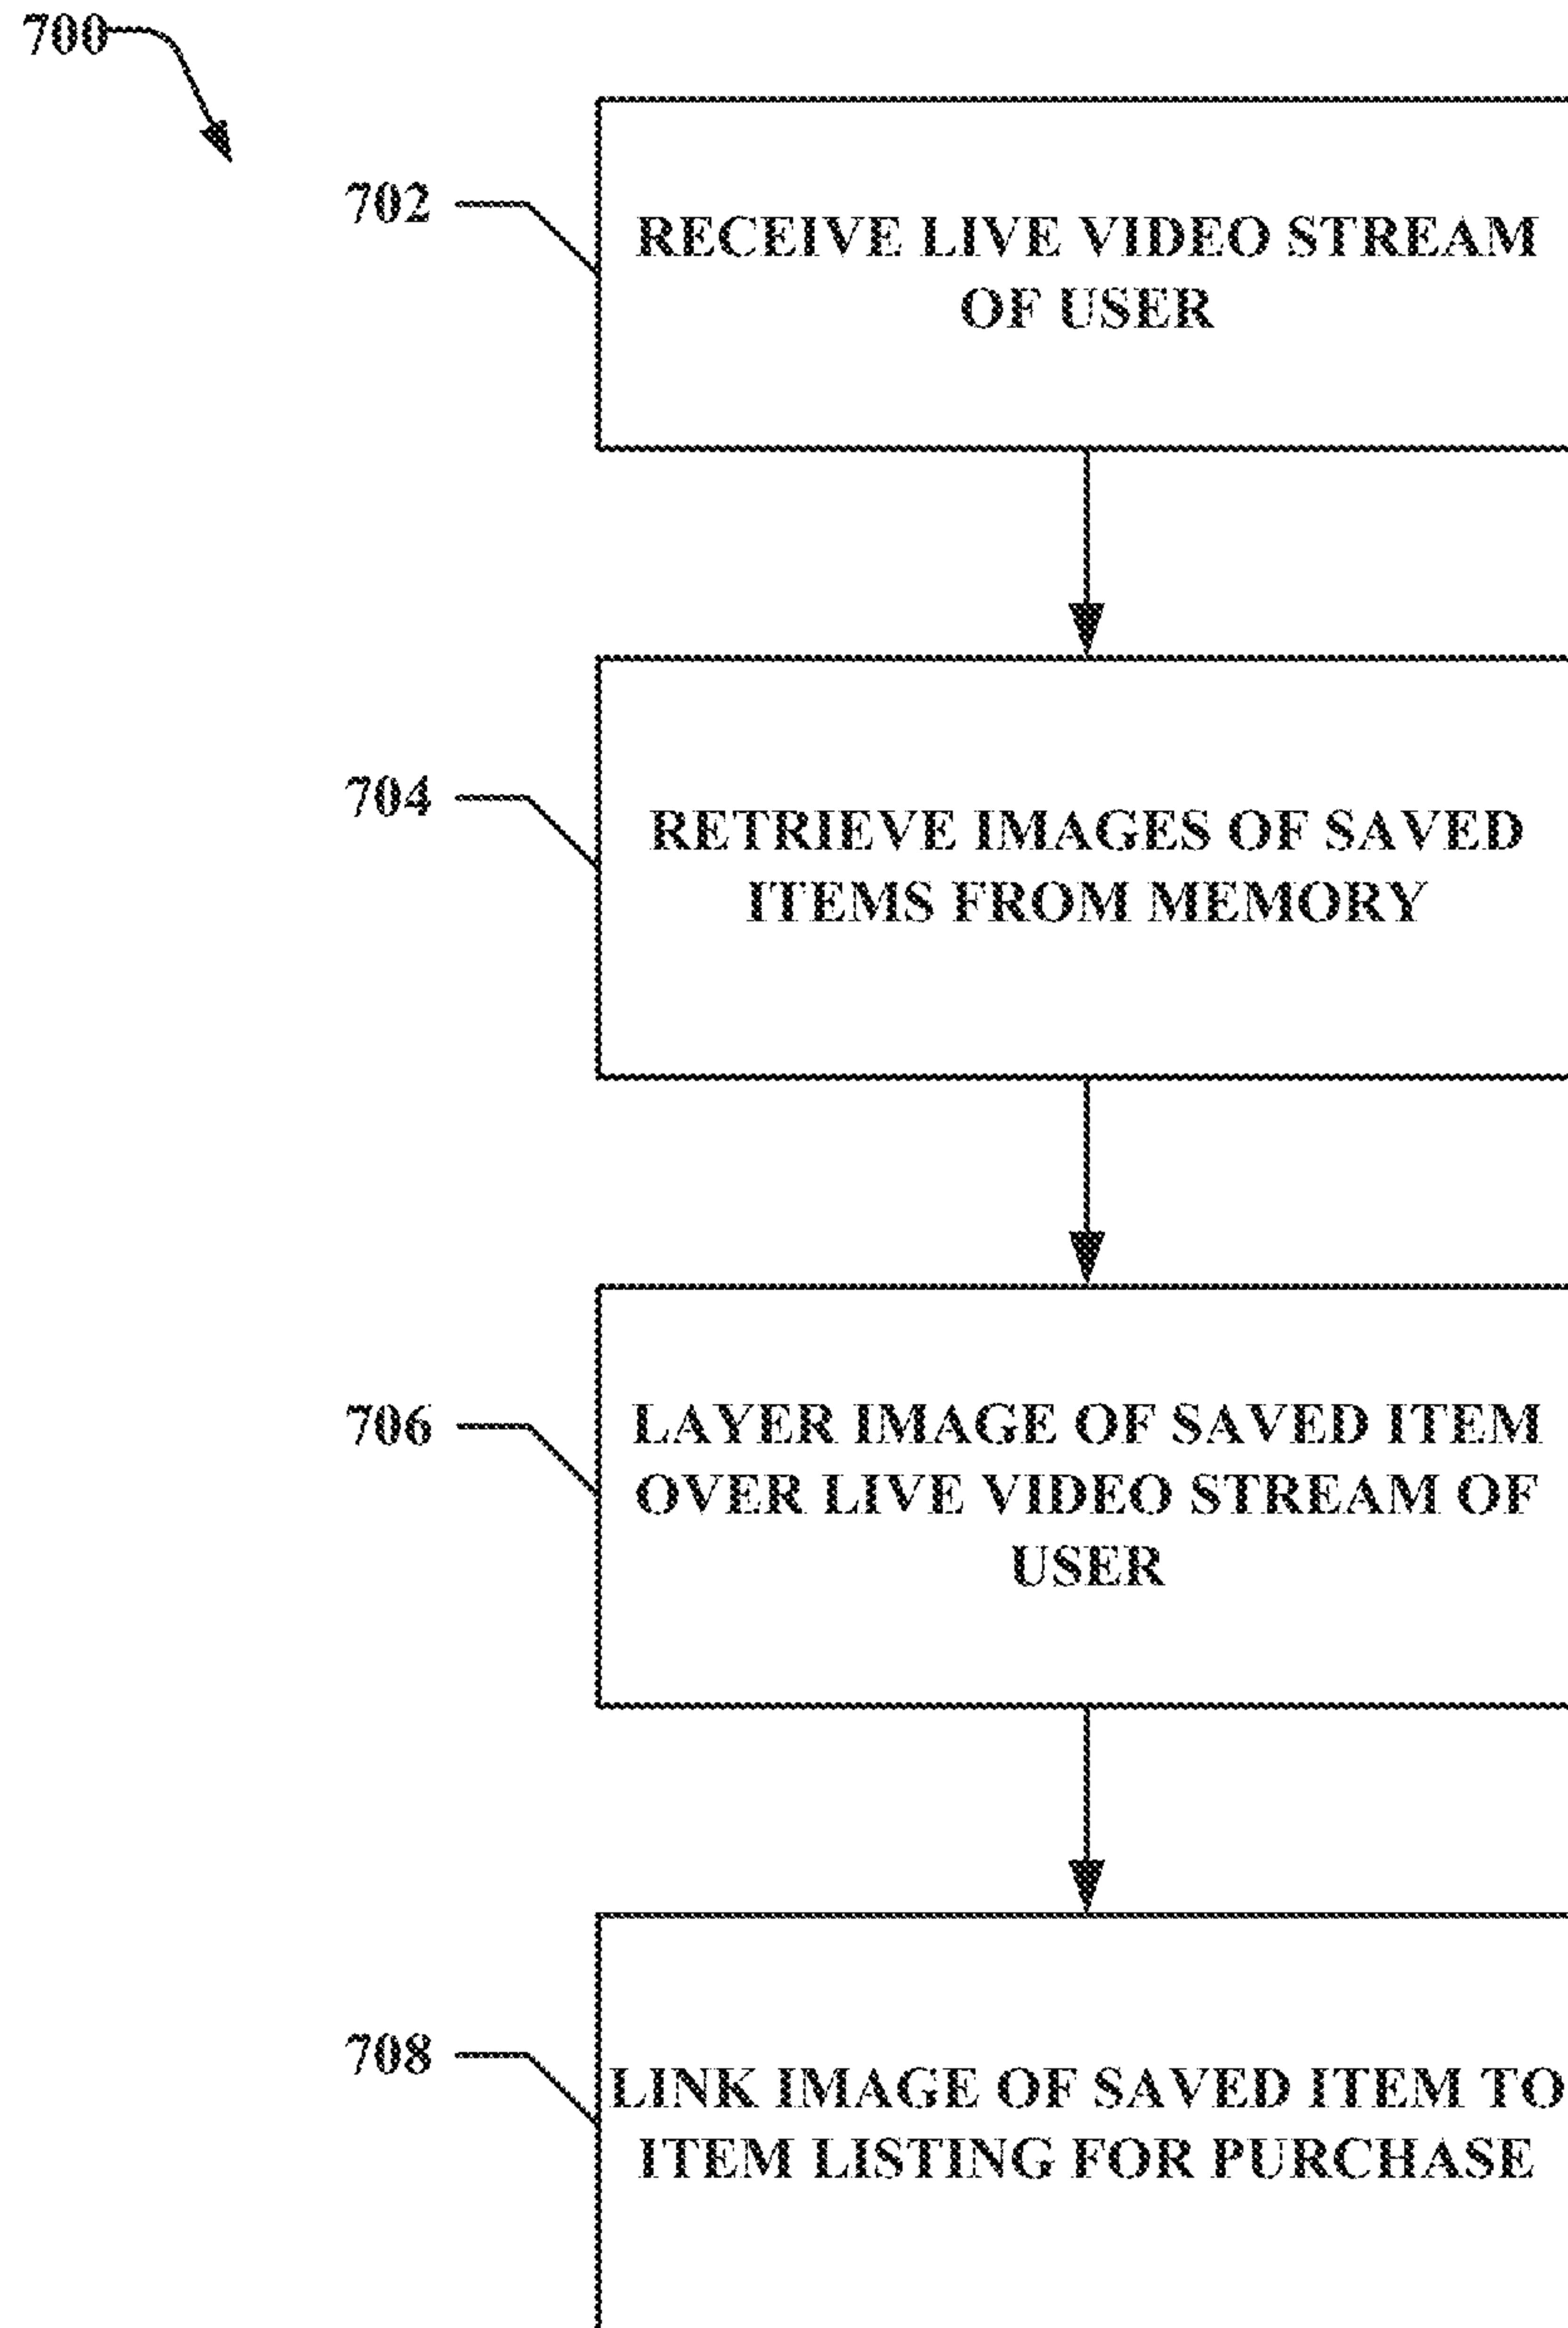 700
702
RECEIVE LIVE VIDEO STREAM
OF USER
704
RETRIEVE IMAGES OF SAVED
ITEMS FROM MEMORY
706
LAYER IMAGE OF SAVED ITEM
OVER LIVE VIDEO STREAM OF
USER
708
LINK IMAGE OF SAVED ITEM TO
ITEM LISTING FOR PURCHASE